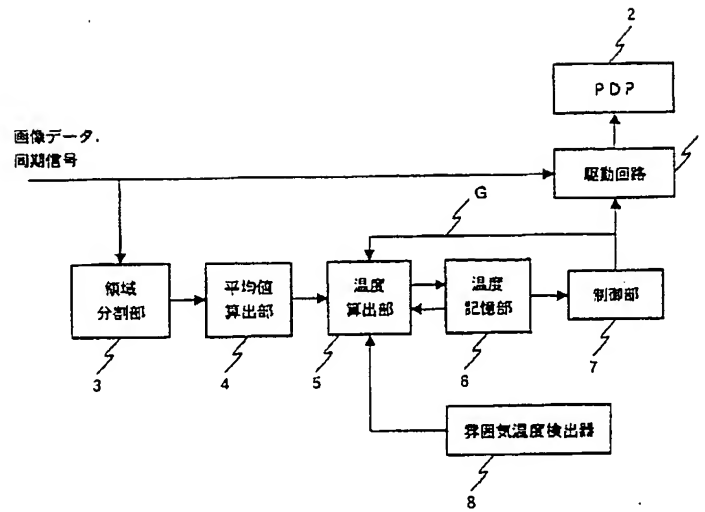 2
PDP
画像データ,
同期信号
駆動回路
G
領域
分割部
平均値
算出部
温度
算出部
温度
記憶部
制御部
3
4
5
6
7
雰囲気温度検出器
8